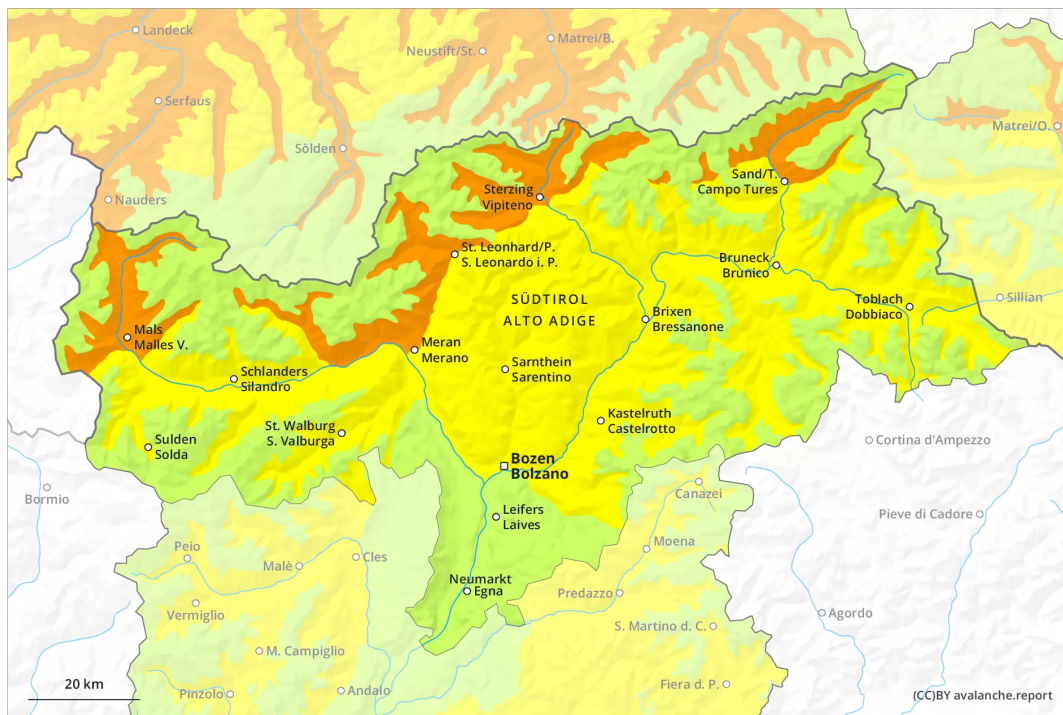 Landeck
Matrei/B.
Neustift/St.
Serfaus
Matrei/O.
Sölden
Sand/T.
Campo Tures
Sterzing
Vipiteno
Nauders
St. Leonhard/P.
S. Leonardo i. P.
Bruneck
Brunico
Toblach
Dobbiaco
Sillian
SÜDTIROL
ALTO ADIGE
Brixen
Bressanone
Mals
Malles V.
Meran
Merano
Schlanders
Silandro
Sarnthein
Sarentino
Kastelruth
Castelrotto
St. Walburg
S. Valburga
Sulden
Solda
Cortina d'Ampezzo
Bozen
Bolzano
Bormio
Canazei
Leifers
Laives
Pieve di Cadore
Peio
Moena
Cles
Malè
Neumarkt
Egna
Predazzo
Vermiglio
Agordo
S. Martino d. C.
M. Campiglio
20 km
Pinzolo
Andalo
Fiera d. P.
(CC)BY avalanche.report